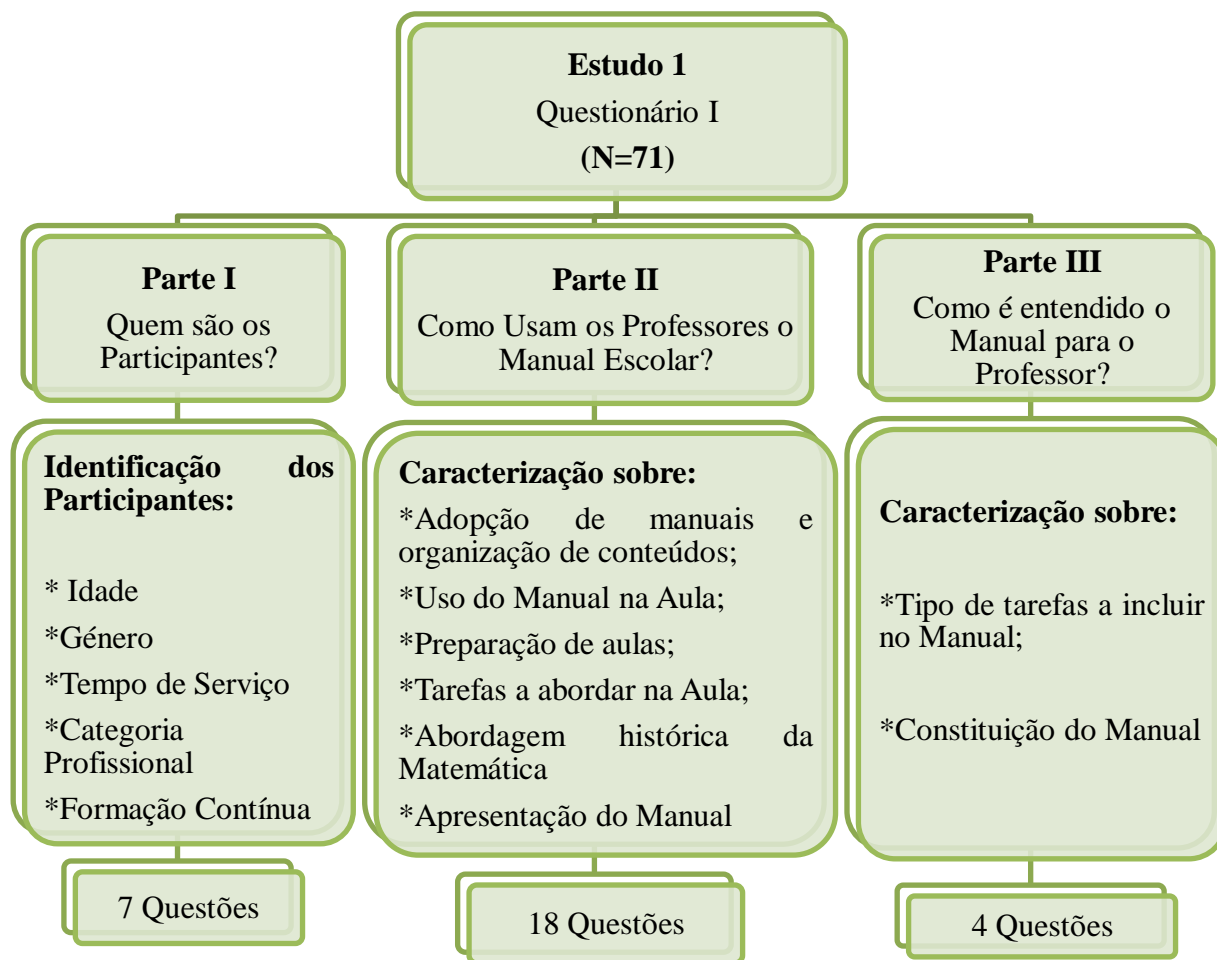 Estudo 1
Questionário I
(N=71)
Parte I
Quem são os
Participantes?
Parte II
Como Usam os Professores o
Manual Escolar?
Parte III
Como é entendido o
Manual para o
Professor?
Identificação dos
Participantes:
* Idade
*Género
*Tempo de Serviço
*Categoria
Profissional
*Formação Contínua
Caracterização sobre:
*Adopção de manuais e
organização de conteúdos;
*Uso do Manual na Aula;
*Preparação de aulas;
*Tarefas a abordar na Aula;
*Abordagem histórica da
Matemática
*Apresentação do Manual
Caracterização sobre:
*Tipo de tarefas a incluir
no Manual;
*Constituição do Manual
7 Questões
18 Questões
4 Questões